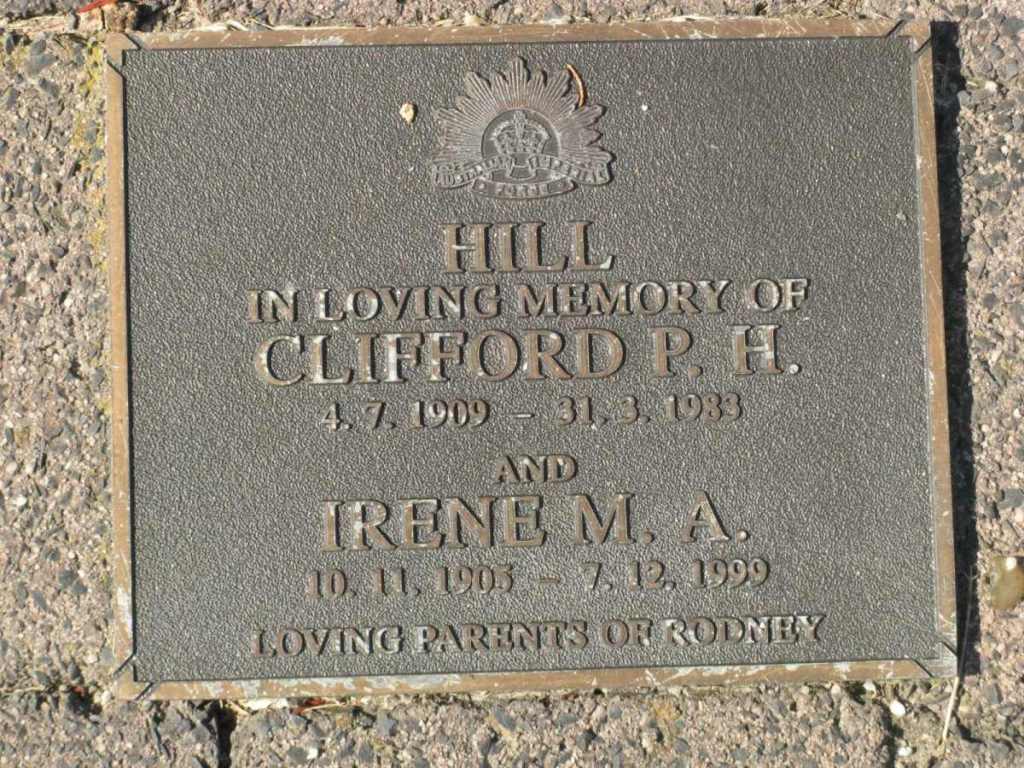 HILL
IN LOVING MEMORY OF
CLIFFORD P. H.
4. 7. 1909 – 31. 3. 1983
AND
IRENE M. A.
10. 11. 1905 – 7. 12. 1999
LOVING PARENTS OF RODNEY